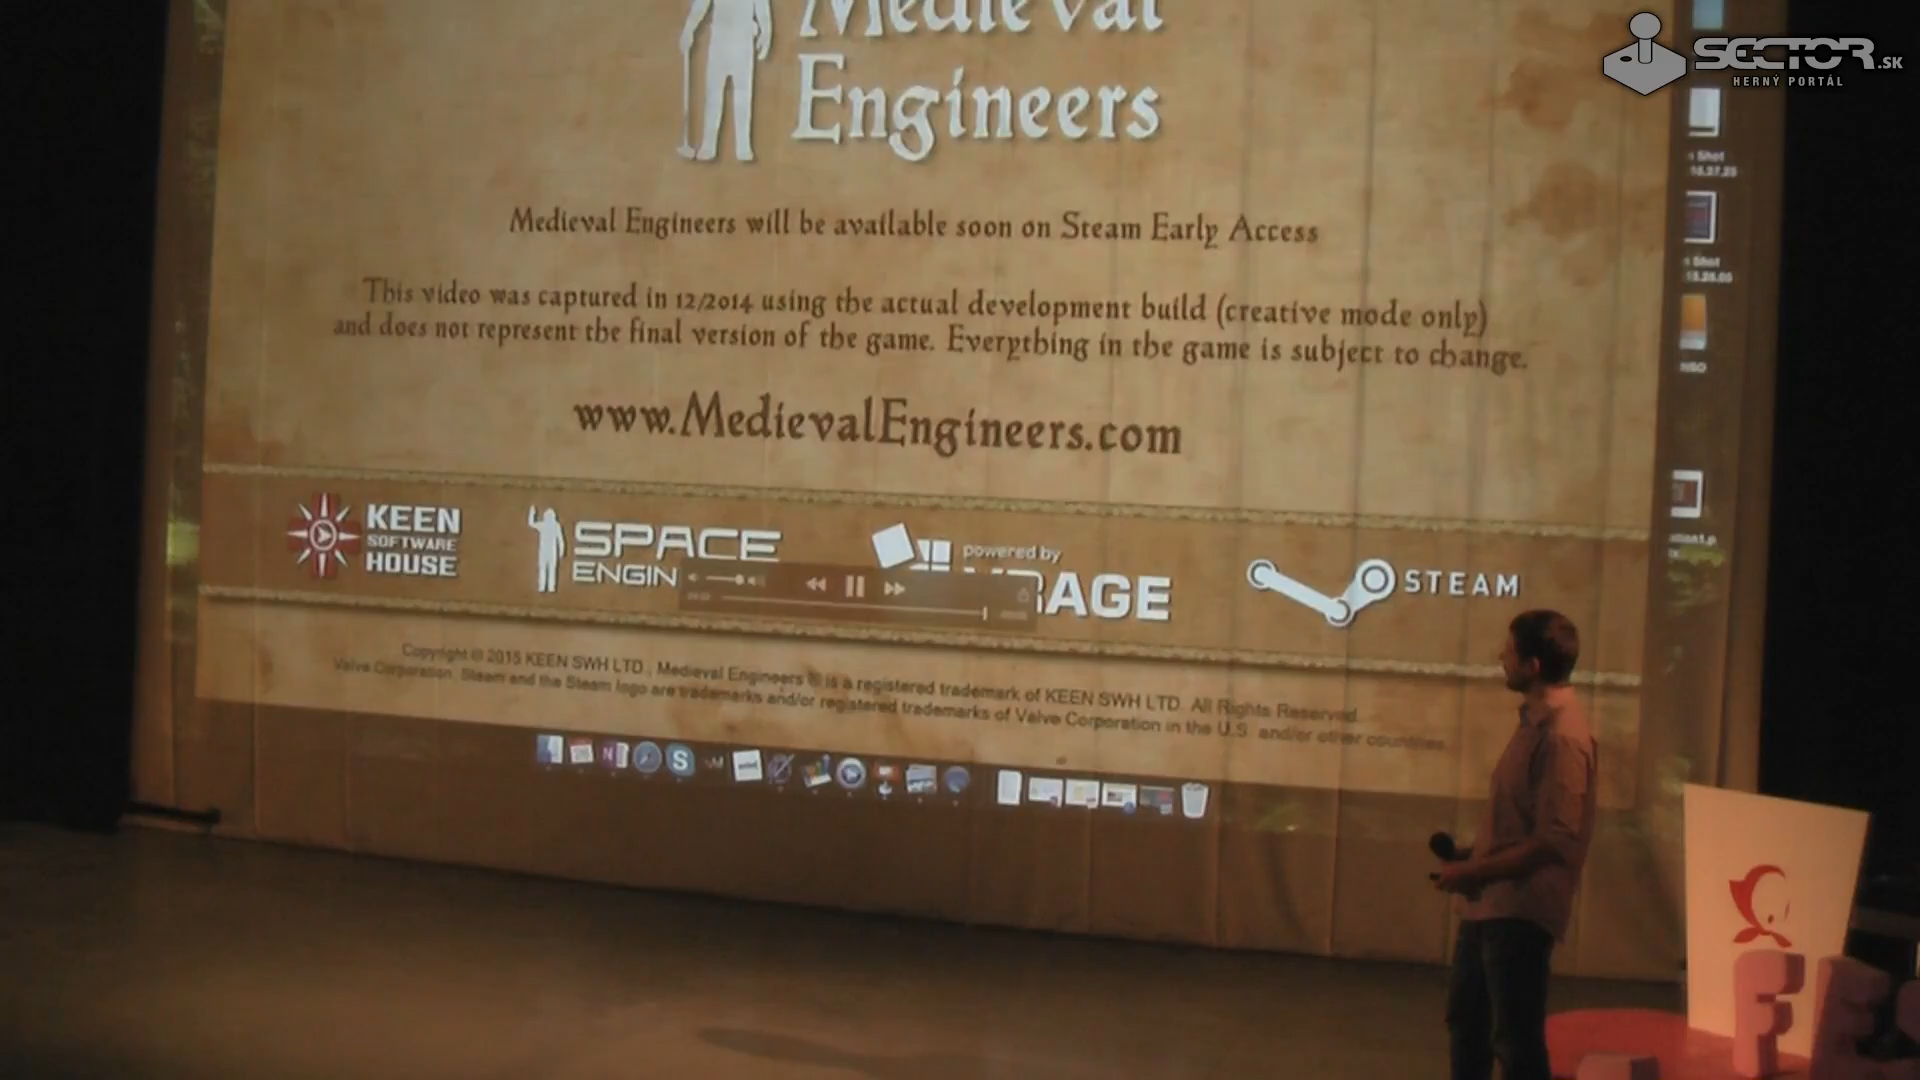 Medieval
Engineers
SECTOR.SK
HERNÝ PORTÁL
Medieval Engineers will be available soon on Steam Early Access
This video was captured in 12/2014 using the actual development build (creative mode only)
and does not represent the final version of the game. Everything in the game is subject to change.
www.MedievalEngineers.com
KEEN
SOFTWARE
HOUSE
SPACE
ENGIN
powered by
RAGE
STEAM
Copyright © 2015 KEEN SWH LTD., Medieval Engineers ® is a registered trademark of KEEN SWH LTD. All Rights Reserved.
Valve Corporation. Steam and the Steam logo are trademarks and/or registered trademarks of Valve Corporation in the U.S. and/or other countries.